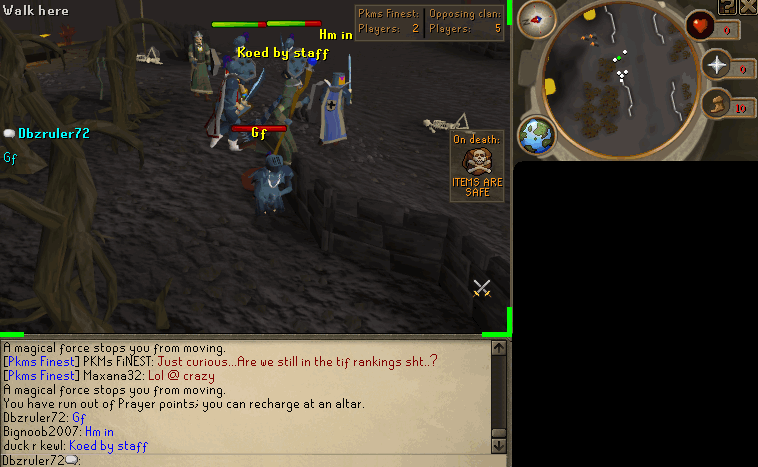 Walk here
Pkms Finest: Opposing clan:
Players: 2 Players: 5
Hm in
Koed by staff
Dbzruler72
Gf
Gf
On death:
ITEMS ARE
SAFE
0
0
10
?
A magical force stops you from moving.
[Pkms Finest] PKMs FiNEST: Just curious...Are we still in the tif rankings sht..?
[Pkms Finest] Maxana32: Lol @ crazy
A magical force stops you from moving.
You have run out of Prayer points; you can recharge at an altar.
Dbzruler72: Gf
Bignoob2007: Hm in
duck r kewl: Koed by staff
Dbzruler72: